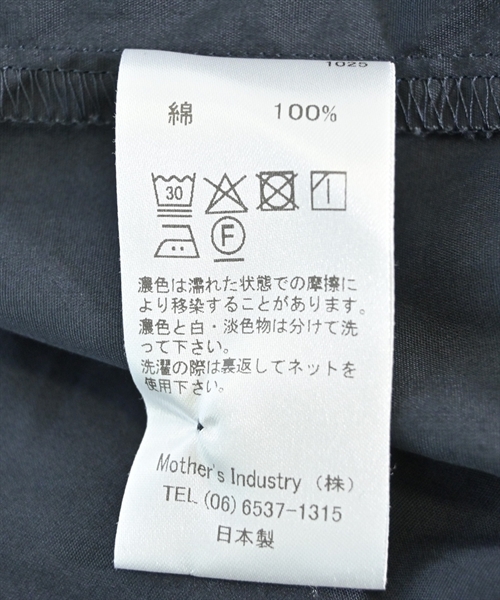 1025
綿 100%
30
F
濃色は濡れた状態での摩擦に
より移染することがあります。
濃色と白・淡色物は分けて洗
って下さい。
洗濯の際は裏返してネットを
使用下さい。
Mother's Industry (株)
TEL (06) 6537-1315
日本製